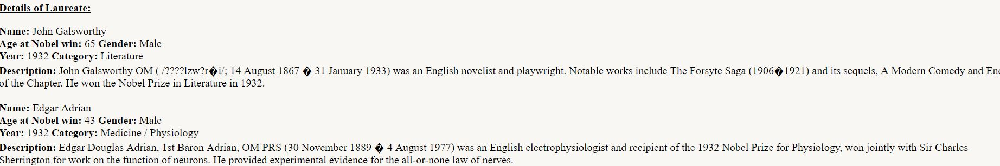 Details of Laureate:
Name: John Galsworthy
Age at Nobel win: 65 Gender: Male
Year: 1932 Category: Literature
Description: John Galsworthy OM ( /????lzw?r�i/; 14 August 1867 � 31 January 1933) was an English novelist and playwright. Notable works include The Forsyte Saga (1906�1921) and its sequels, A Modern Comedy and
of the Chapter. He won the Nobel Prize in Literature in 1932.
Name: Edgar Adrian
Age at Nobel win: 43 Gender: Male
Year: 1932 Category: Medicine / Physiology
Description: Edgar Douglas Adrian, 1st Baron Adrian, OM PRS (30 November 1889 � 4 August 1977) was an English electrophysiologist and recipient of the 1932 Nobel Prize for Physiology, won jointly with Sir Charles
Sherrington for work on the function of neurons. He provided experimental evidence for the all-or-none law of nerves.